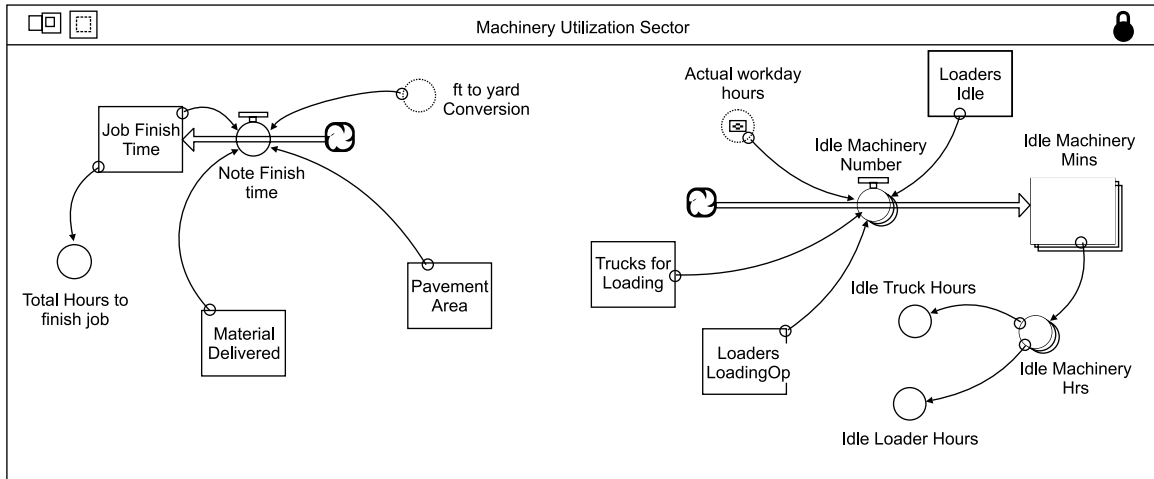 Machinery Utilization Sector
Job Finish
Time
ft to yard
Conversion
Note Finish
time
Total Hours to
finish job
Material
Delivered
Pavement
Area
Actual workday
hours
Loaders
Idle
Idle Machinery
Number
Idle Machinery
Mins
Trucks for
Loading
Loaders
LoadingOp
Idle Truck Hours
Idle Machinery
Hrs
Idle Loader Hours